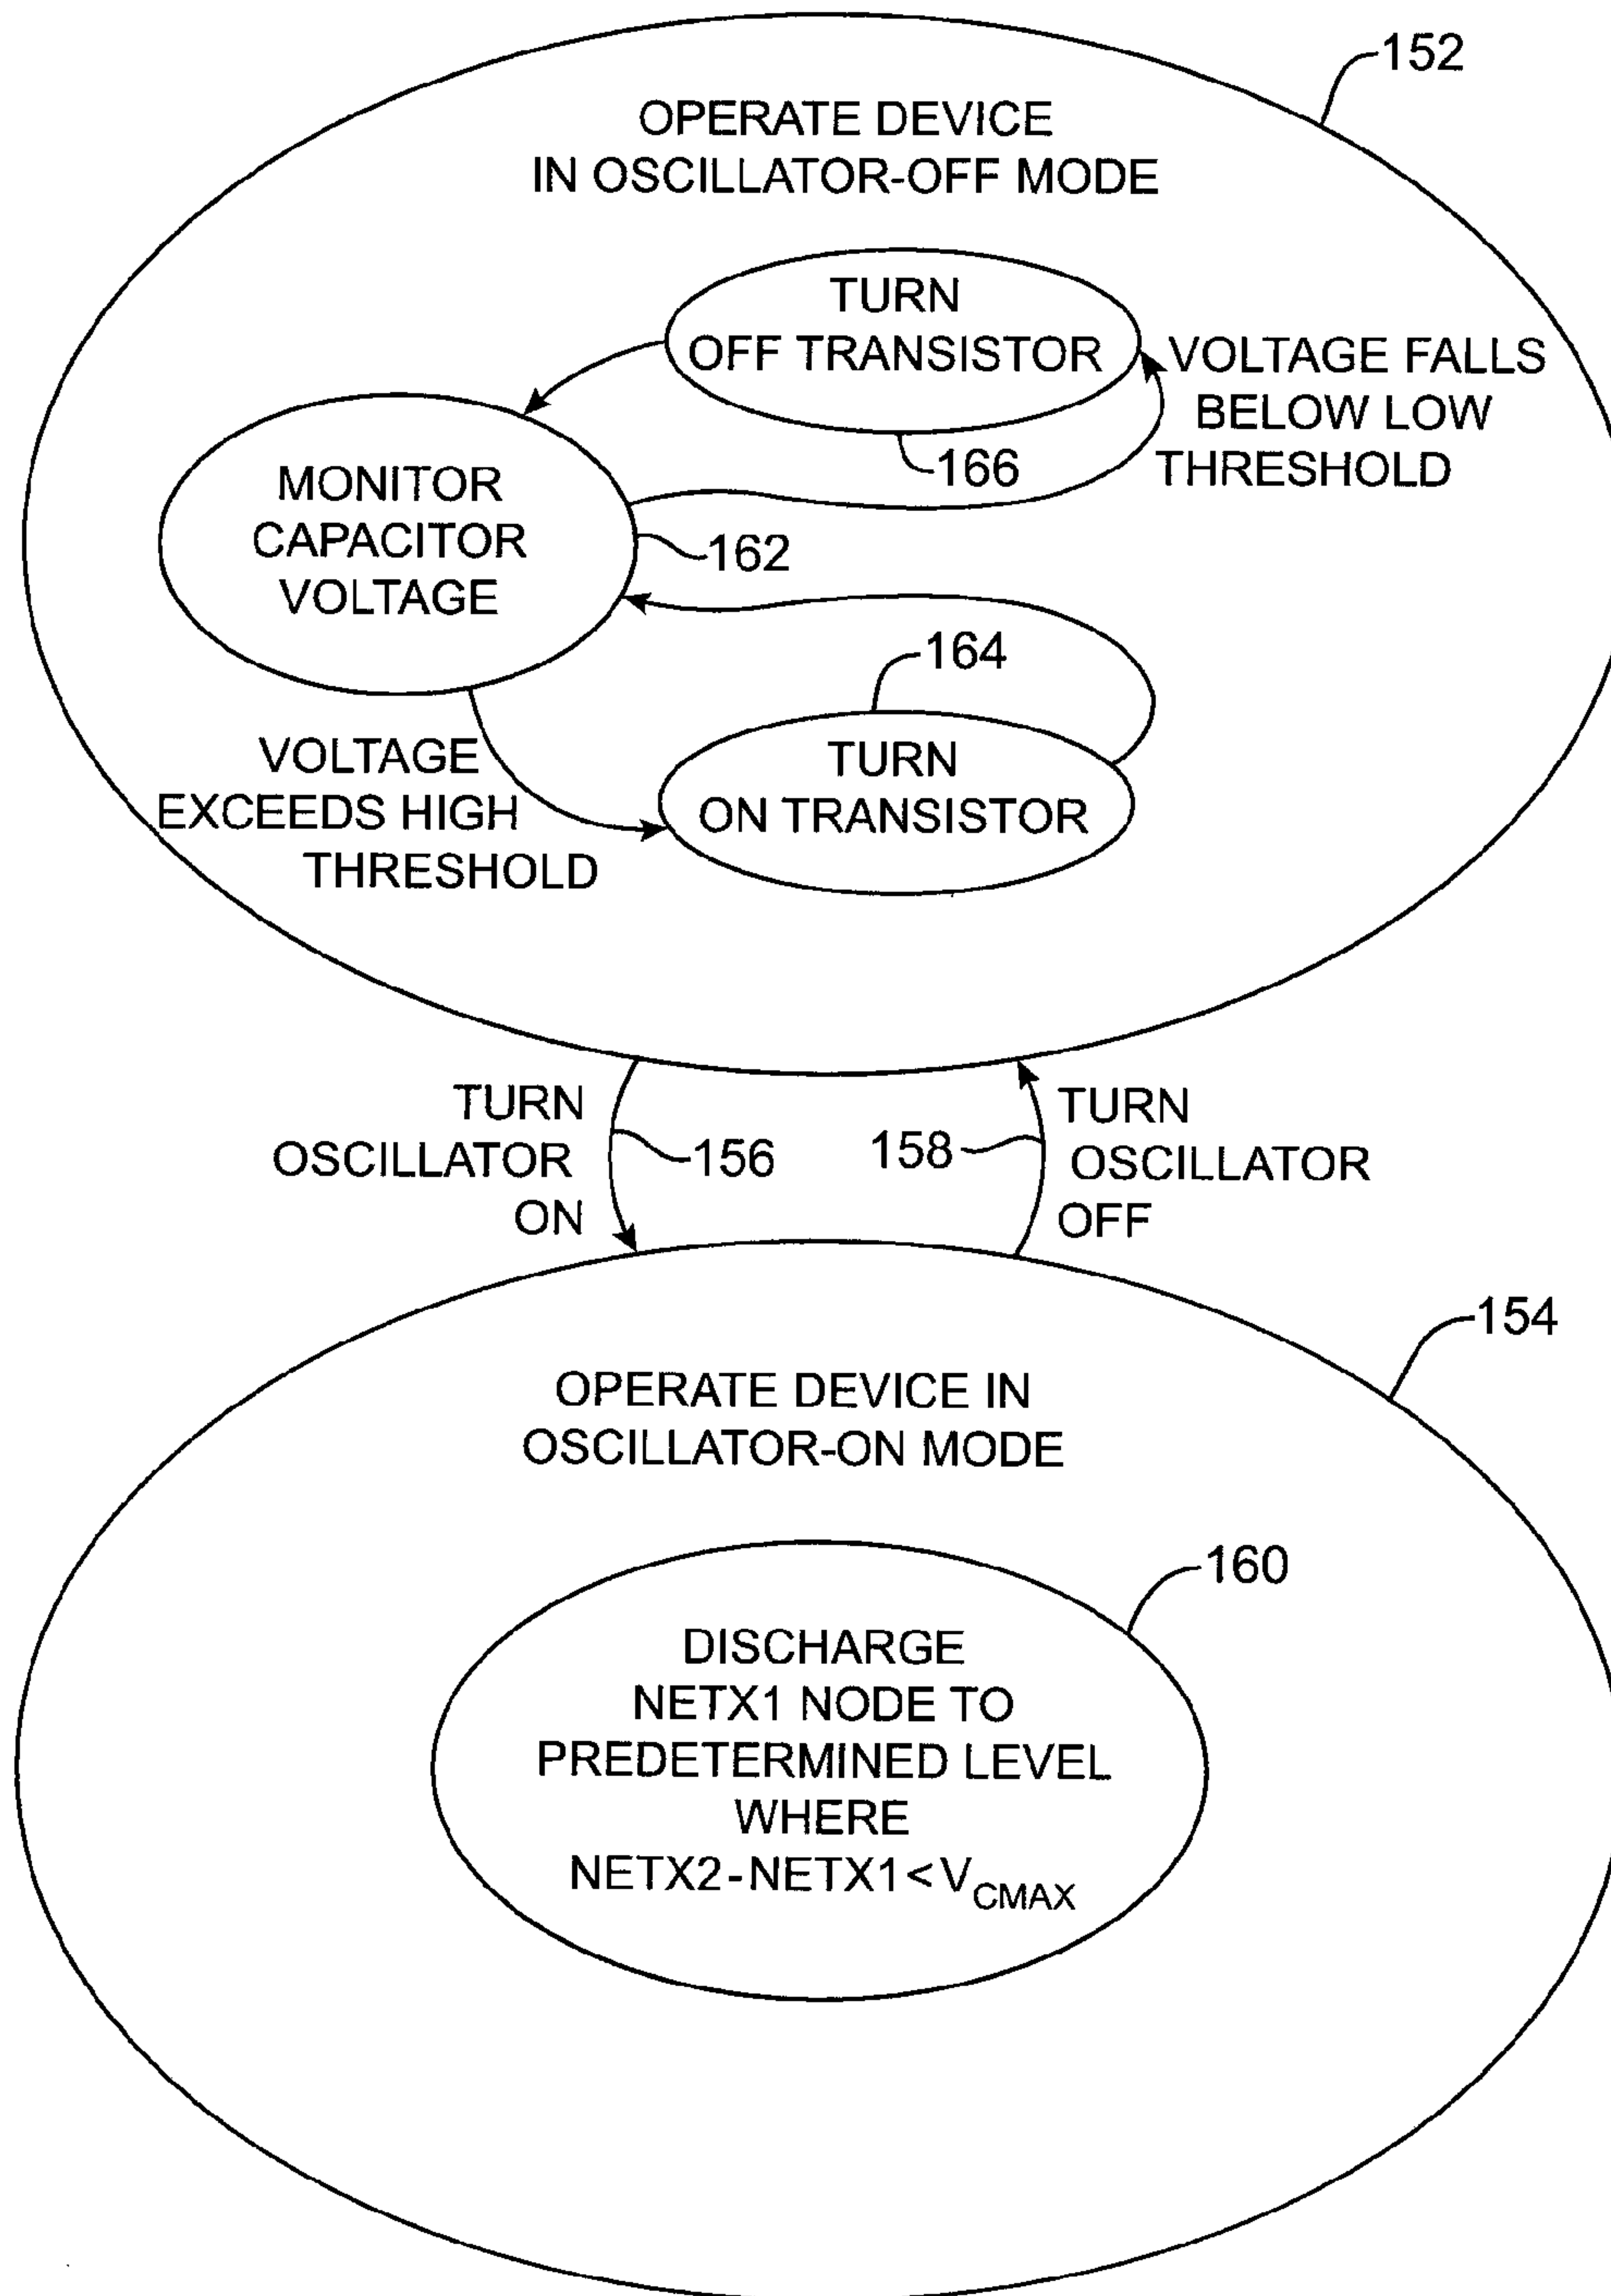 152
OPERATE DEVICE
IN OSCILLATOR-OFF MODE
TURN
OFF TRANSISTOR
VOLTAGE FALLS
BELOW LOW
THRESHOLD
166
MONITOR
CAPACITOR
VOLTAGE
162
164
VOLTAGE
EXCEEDS HIGH
THRESHOLD
TURN
ON TRANSISTOR
TURN
OSCILLATOR
ON
156
158
TURN
OSCILLATOR
OFF
154
OPERATE DEVICE IN
OSCILLATOR-ON MODE
160
DISCHARGE
NETX1 NODE TO
PREDETERMINED LEVEL
WHERE
NETX2-NETX1<V_CMAX